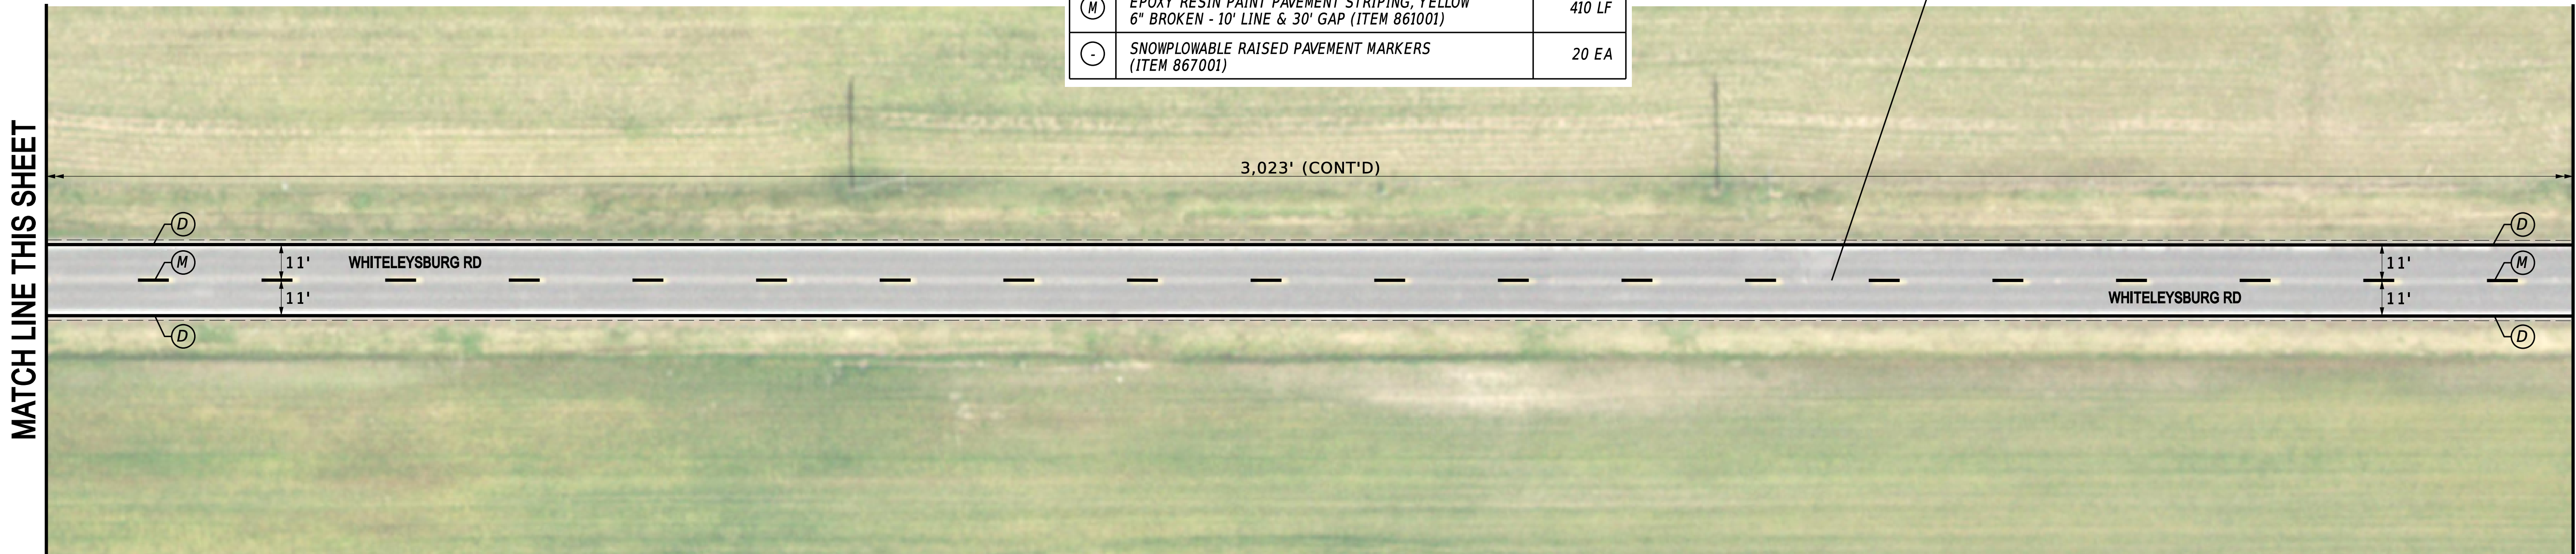 M
EPOXY RESIN PAINT PAVEMENT STRIPING, YELLOW
6" BROKEN - 10' LINE & 30' GAP (ITEM 861001)
410 LF
-
SNOWPLOWABLE RAISED PAVEMENT MARKERS
(ITEM 867001)
20 EA
MATCH LINE THIS SHEET
3,023' (CONT'D)
D
D
M
11'
WHITELEYSBURG RD
11'
M
11'
WHITELEYSBURG RD
11'
D
D